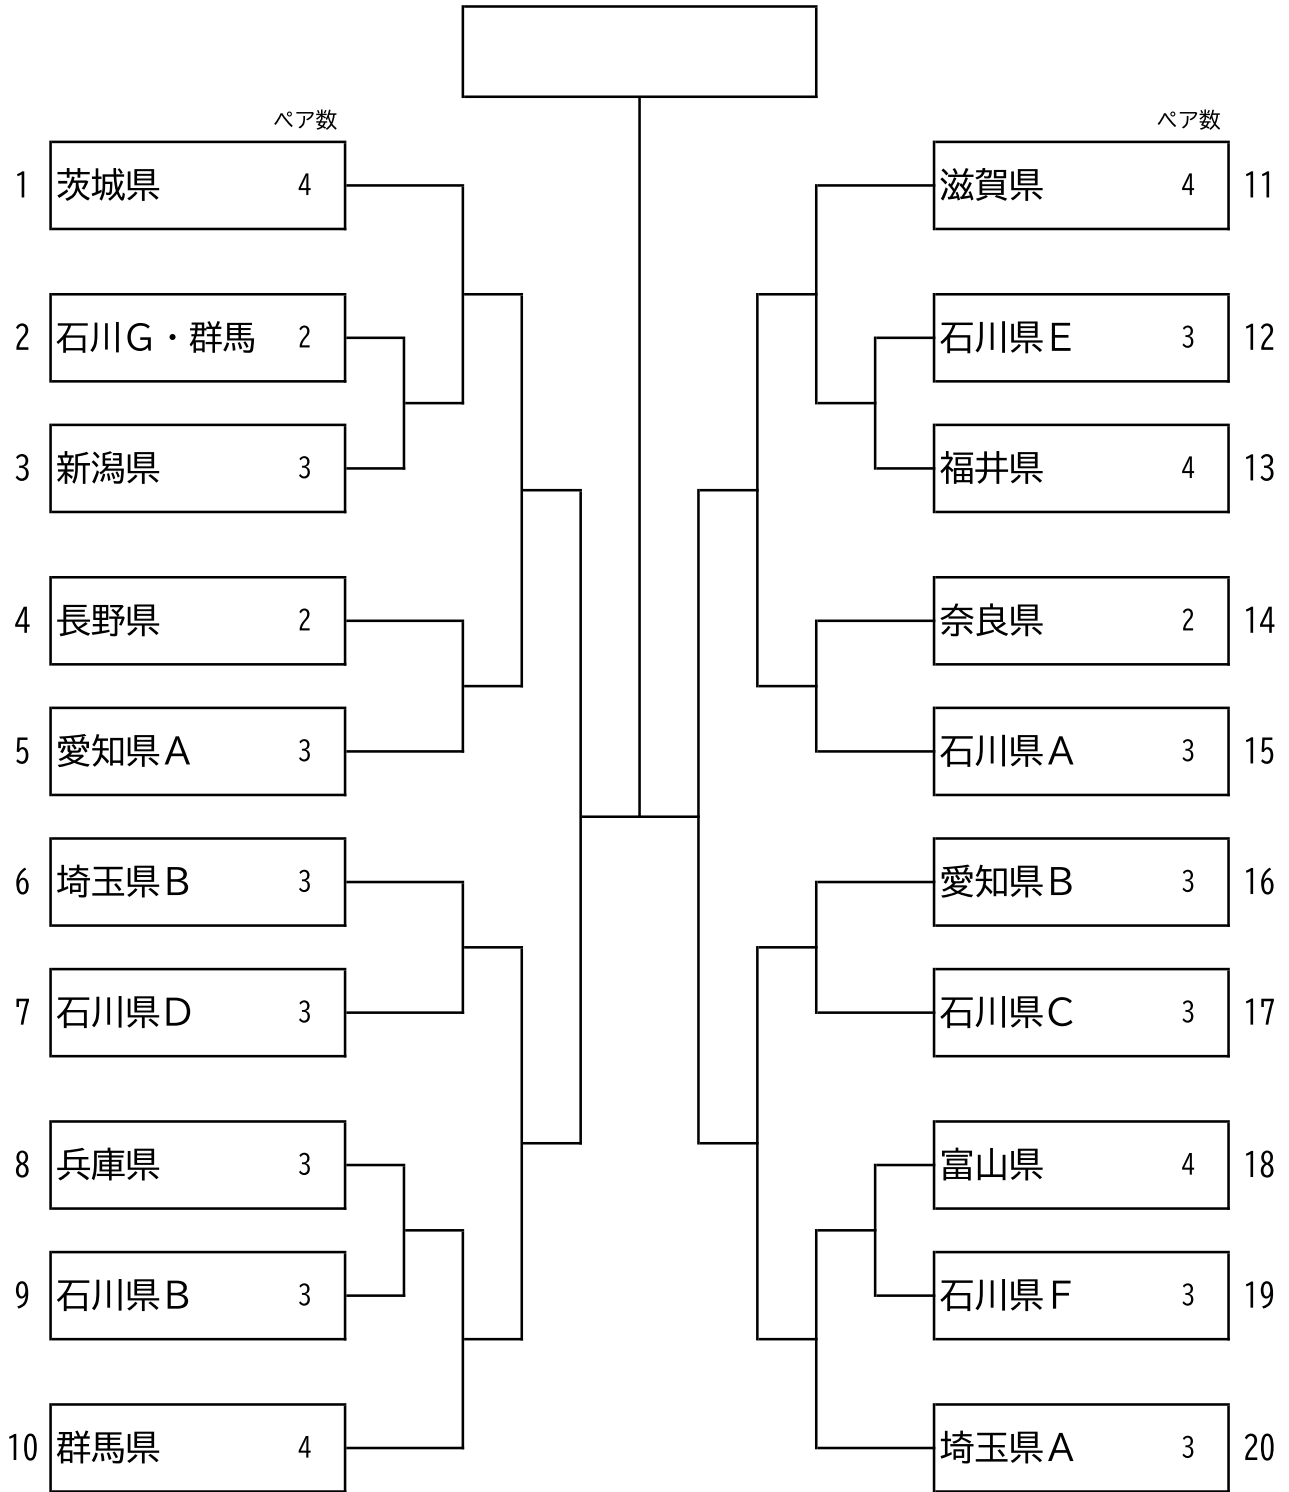 ペア数 ペア数
1 茨城県 4 滋賀県 4 11
2 石川Ｇ・群馬 2 石川県Ｅ 3 12
3 新潟県 3 福井県 4 13
4 長野県 2 奈良県 2 14
5 愛知県Ａ 3 石川県Ａ 3 15
6 埼玉県Ｂ 3 愛知県Ｂ 3 16
7 石川県Ｄ 3 石川県Ｃ 3 17
8 兵庫県 3 富山県 4 18
9 石川県Ｂ 3 石川県Ｆ 3 19
10 群馬県 4 埼玉県Ａ 3 20